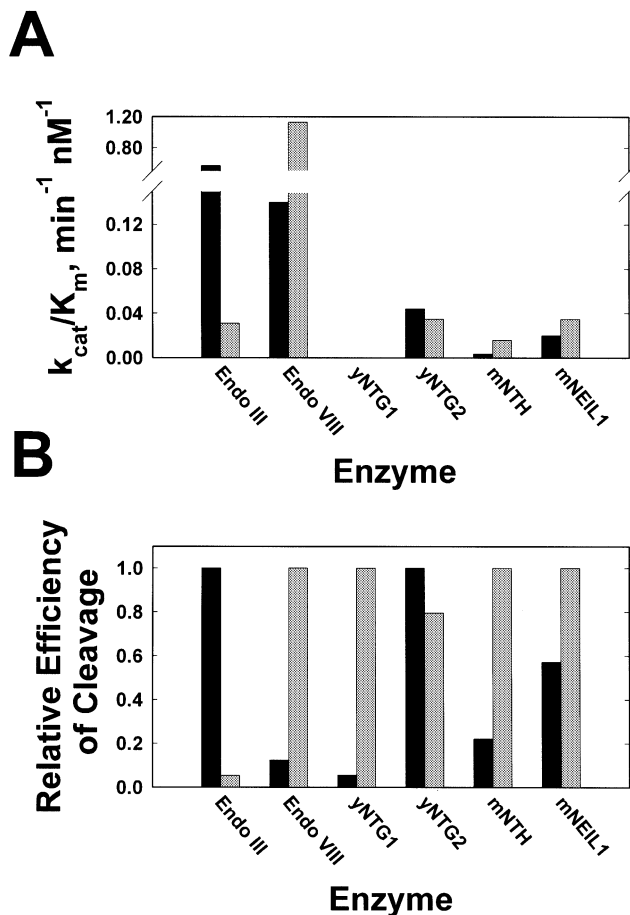 A
k_cat/K_m, min^-1 nM^-1
1.20
0.80
0.12
0.08
0.04
0.00
Endo III
Endo VIII
yNTG1
yNTG2
mNTH
mNEIL1
Enzyme
B
Relative Efficiency
of Cleavage
1.0
0.8
0.6
0.4
0.2
0.0
Endo III
Endo VIII
yNTG1
yNTG2
mNTH
mNEIL1
Enzyme